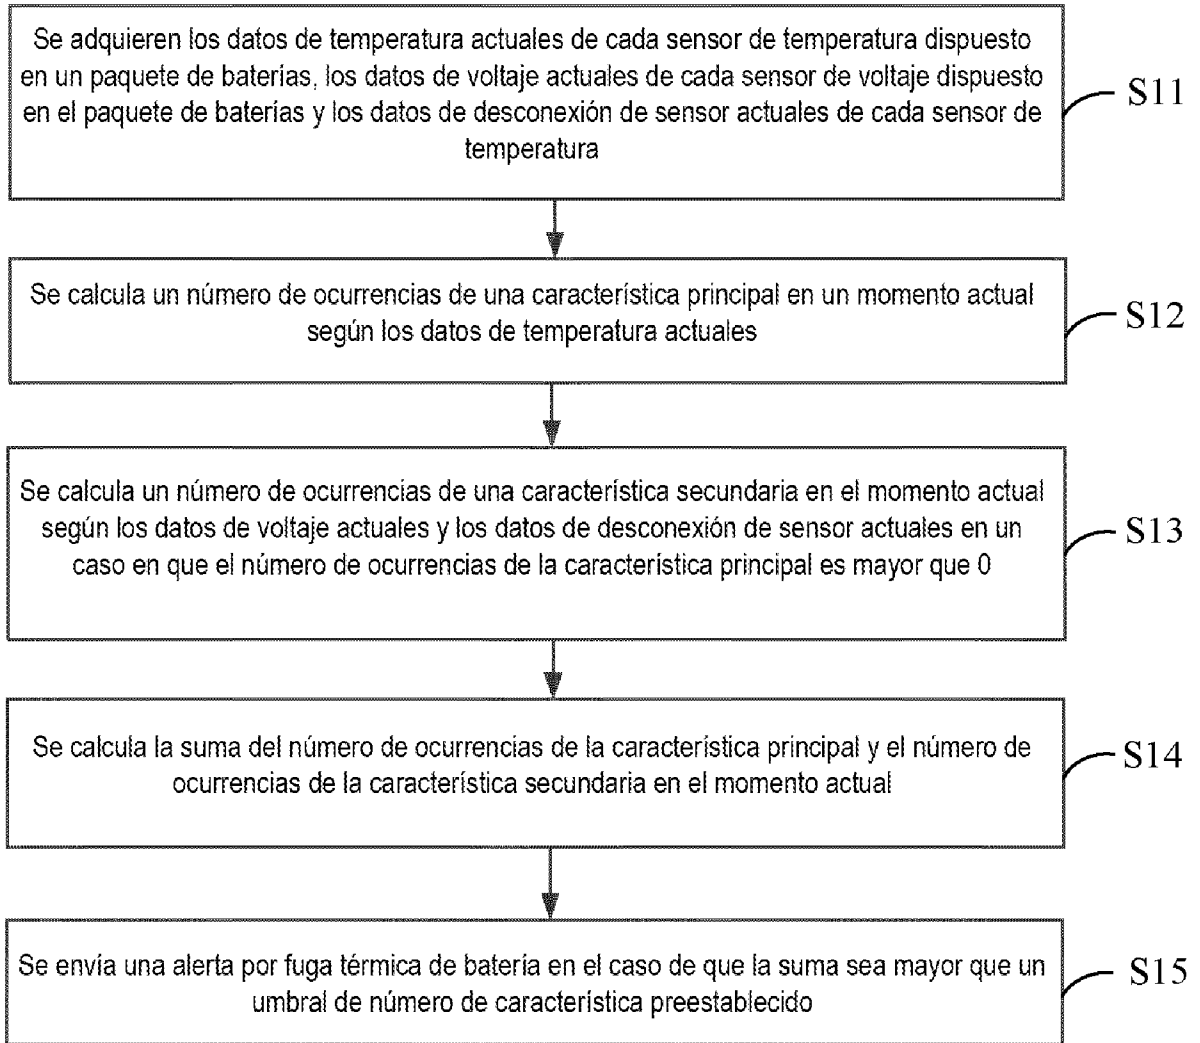 Se adquieren los datos de temperatura actuales de cada sensor de temperatura dispuesto
en un paquete de baterías, los datos de voltaje actuales de cada sensor de voltaje dispuesto
en el paquete de baterías y los datos de desconexión de sensor actuales de cada sensor de
temperatura
S11
Se calcula un número de ocurrencias de una característica principal en un momento actual
según los datos de temperatura actuales
S12
Se calcula un número de ocurrencias de una característica secundaria en el momento actual
según los datos de voltaje actuales y los datos de desconexión de sensor actuales en un
caso en que el número de ocurrencias de la característica principal es mayor que 0
S13
Se calcula la suma del número de ocurrencias de la característica principal y el número de
ocurrencias de la característica secundaria en el momento actual
S14
Se envía una alerta por fuga térmica de batería en el caso de que la suma sea mayor que un
umbral de número de característica preestablecido
S15